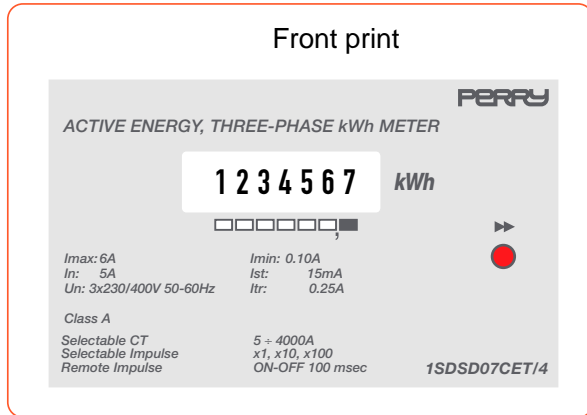 Front print
PERRY
ACTIVE ENERGY, THREE-PHASE kWh METER
1234567 kWh
,
Imax: 6A Imin: 0.10A
In: 5A Ist: 15mA
Un: 3x230/400V 50-60Hz Itr: 0.25A
Class A
Selectable CT 5 ÷ 4000A
Selectable Impulse x1, x10, x100
Remote Impulse ON-OFF 100 msec
1SDSD07CET/4